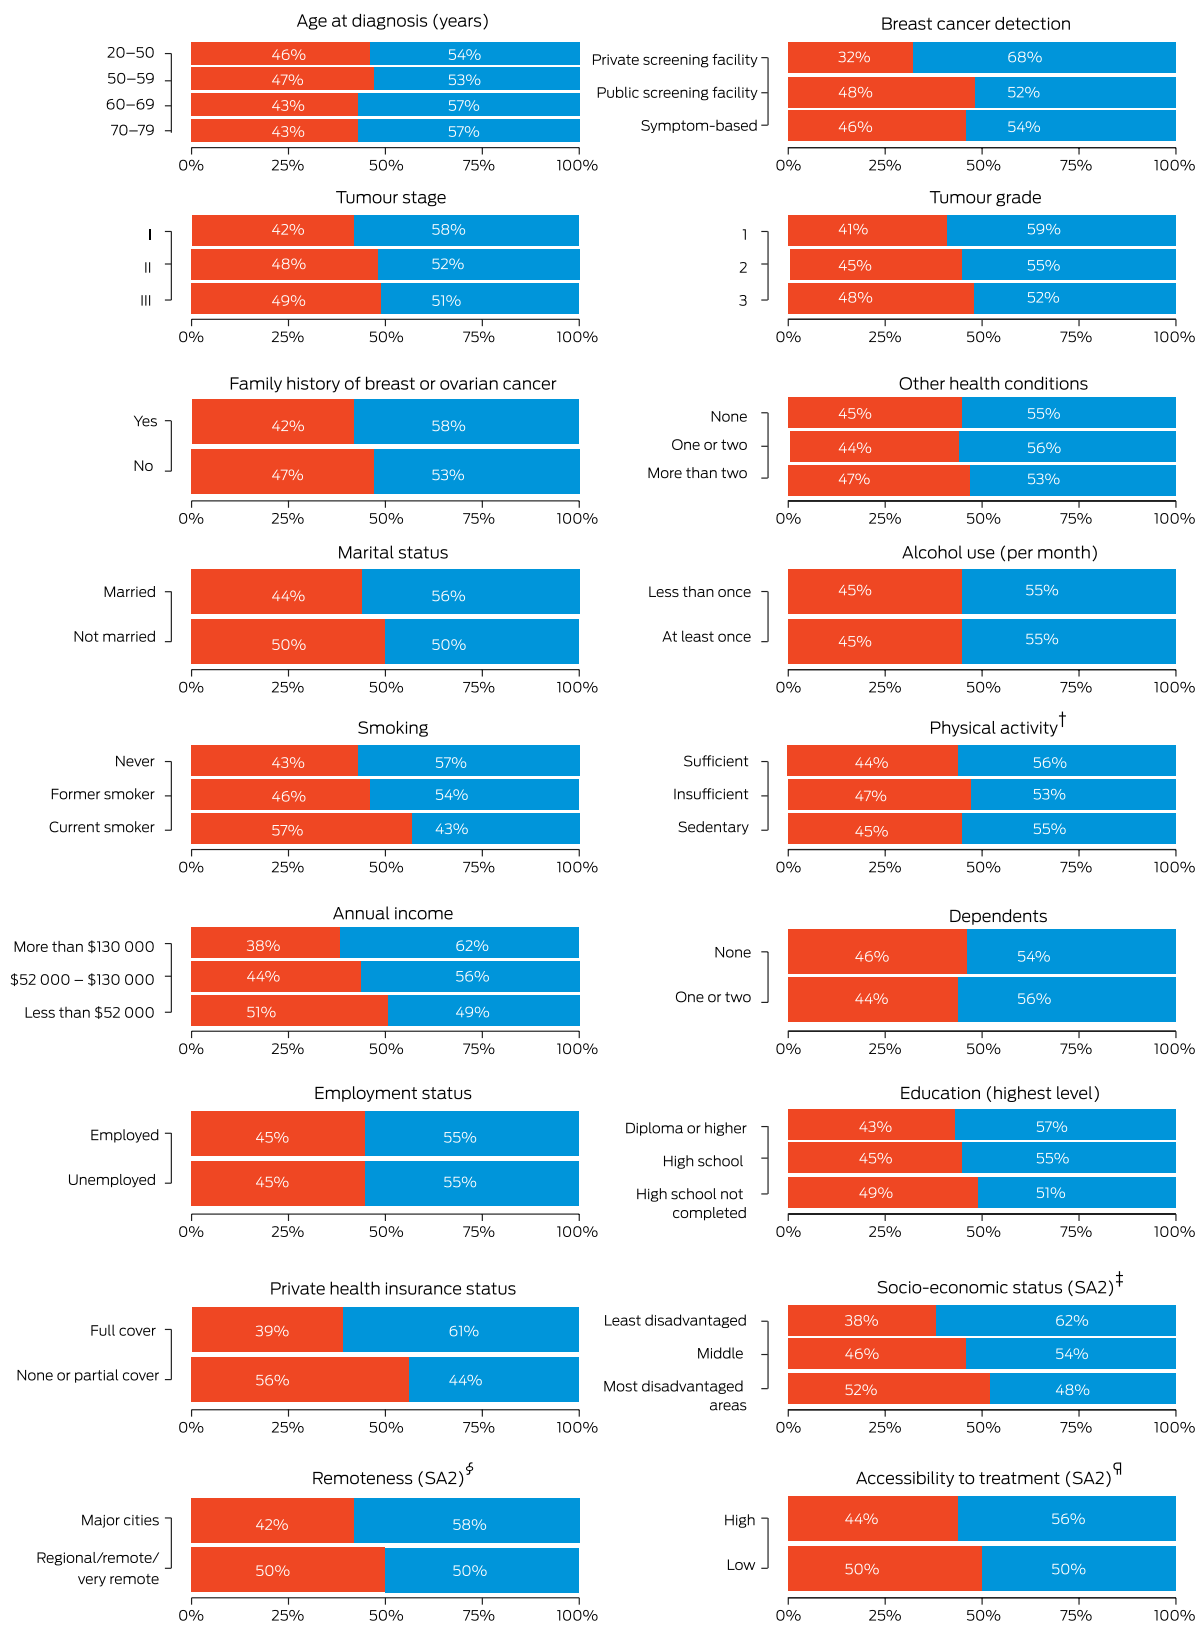 Age at diagnosis (years)
20–50 46% 54%
50–59 47% 53%
60–69 43% 57%
70–79 43% 57%
0% 25% 50% 75% 100%
Breast cancer detection
Private screening facility 32% 68%
Public screening facility 48% 52%
Symptom-based 46% 54%
0% 25% 50% 75% 100%
Tumour stage
I 42% 58%
II 48% 52%
III 49% 51%
0% 25% 50% 75% 100%
Tumour grade
1 41% 59%
2 45% 55%
3 48% 52%
0% 25% 50% 75% 100%
Family history of breast or ovarian cancer
Yes 42% 58%
No 47% 53%
0% 25% 50% 75% 100%
Other health conditions
None 45% 55%
One or two 44% 56%
More than two 47% 53%
0% 25% 50% 75% 100%
Marital status
Married 44% 56%
Not married 50% 50%
0% 25% 50% 75% 100%
Alcohol use (per month)
Less than once 45% 55%
At least once 45% 55%
0% 25% 50% 75% 100%
Smoking
Never 43% 57%
Former smoker 46% 54%
Current smoker 57% 43%
0% 25% 50% 75% 100%
Physical activity†
Sufficient 44% 56%
Insufficient 47% 53%
Sedentary 45% 55%
0% 25% 50% 75% 100%
Annual income
More than $130 000 38% 62%
$52 000 – $130 000 44% 56%
Less than $52 000 51% 49%
0% 25% 50% 75% 100%
Dependents
None 46% 54%
One or two 44% 56%
0% 25% 50% 75% 100%
Employment status
Employed 45% 55%
Unemployed 45% 55%
0% 25% 50% 75% 100%
Education (highest level)
Diploma or higher 43% 57%
High school 45% 55%
High school not 49% 51%
completed
0% 25% 50% 75% 100%
Private health insurance status
Full cover 39% 61%
None or partial cover 56% 44%
0% 25% 50% 75% 100%
Socio-economic status (SA2)‡
Least disadvantaged 38% 62%
Middle 46% 54%
Most disadvantaged 52% 48%
areas
0% 25% 50% 75% 100%
Remoteness (SA2)§
Major cities 42% 58%
Regional/remote/
very remote 50% 50%
0% 25% 50% 75% 100%
Accessibility to treatment (SA2)¶
High 44% 56%
Low 50% 50%
0% 25% 50% 75% 100%